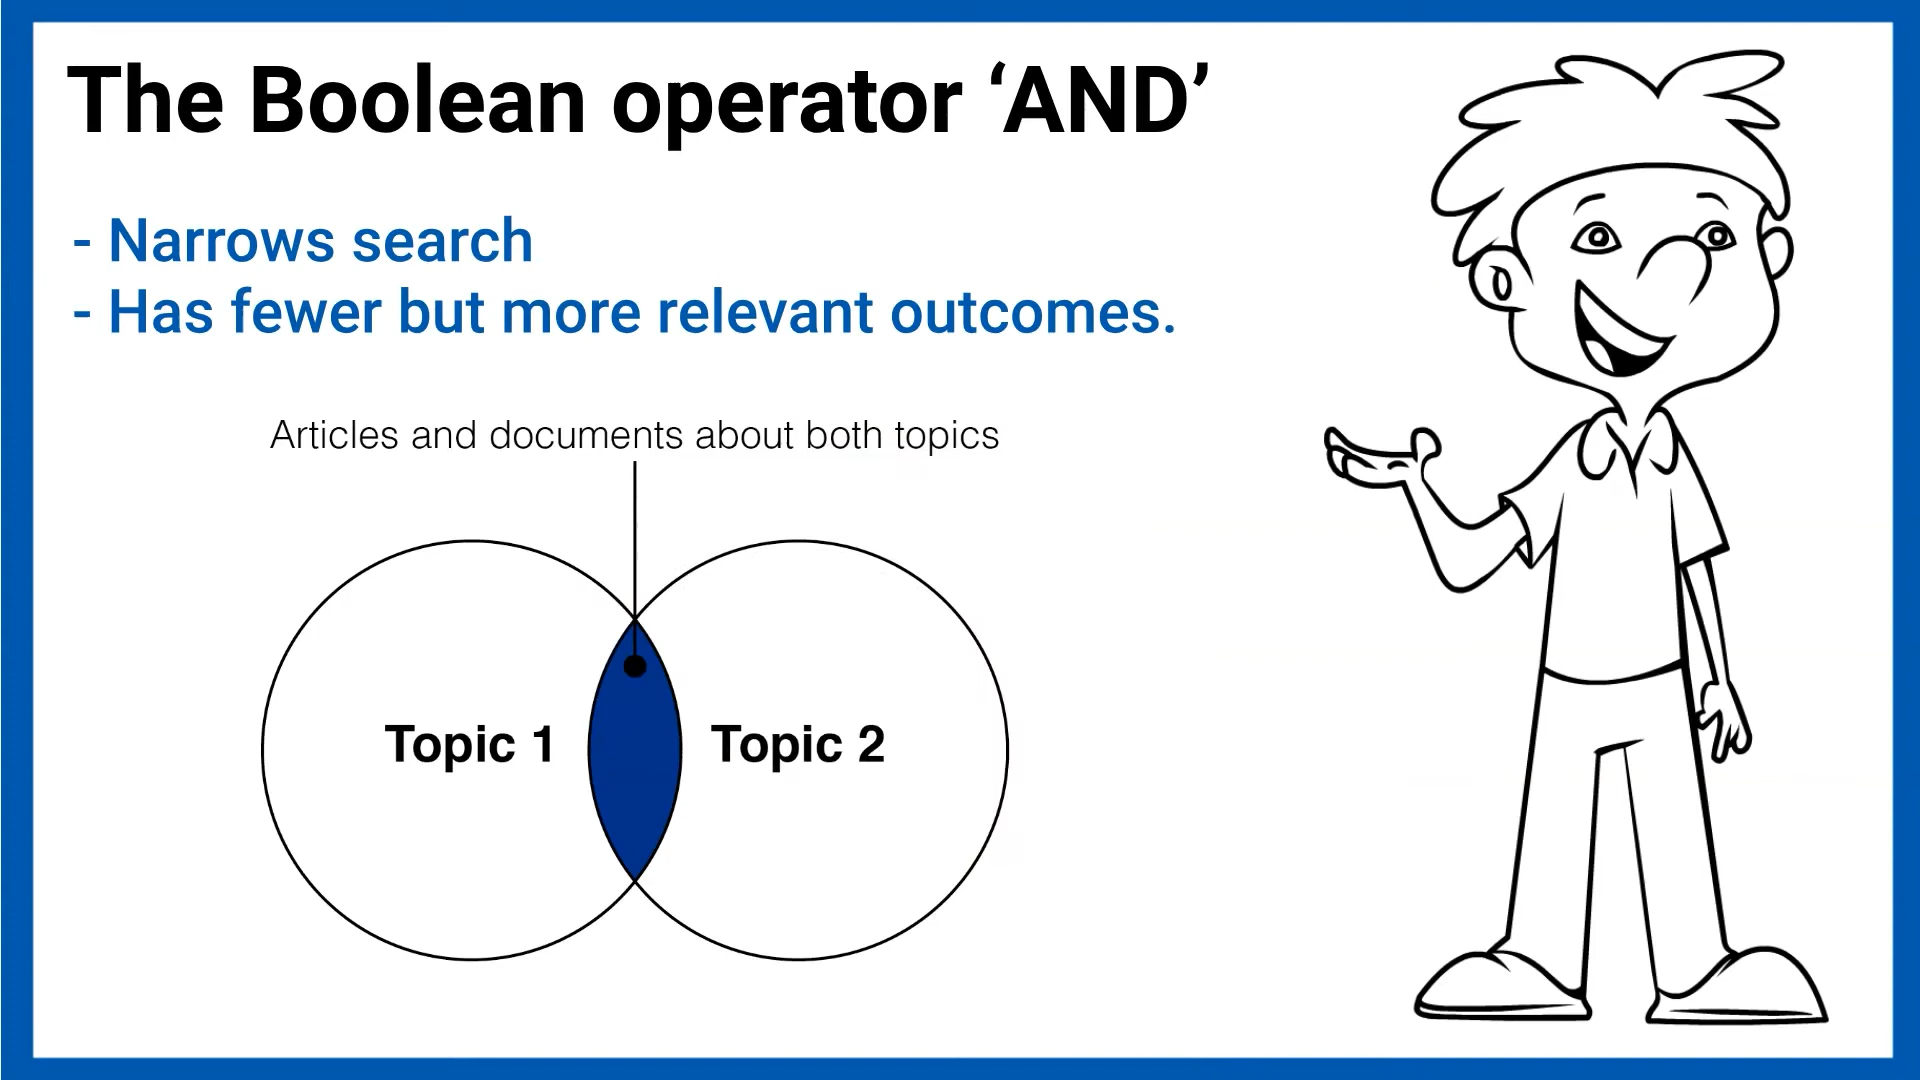 The Boolean operator ‘AND’
- Narrows search
- Has fewer but more relevant outcomes.
Articles and documents about both topics
Topic 1
Topic 2